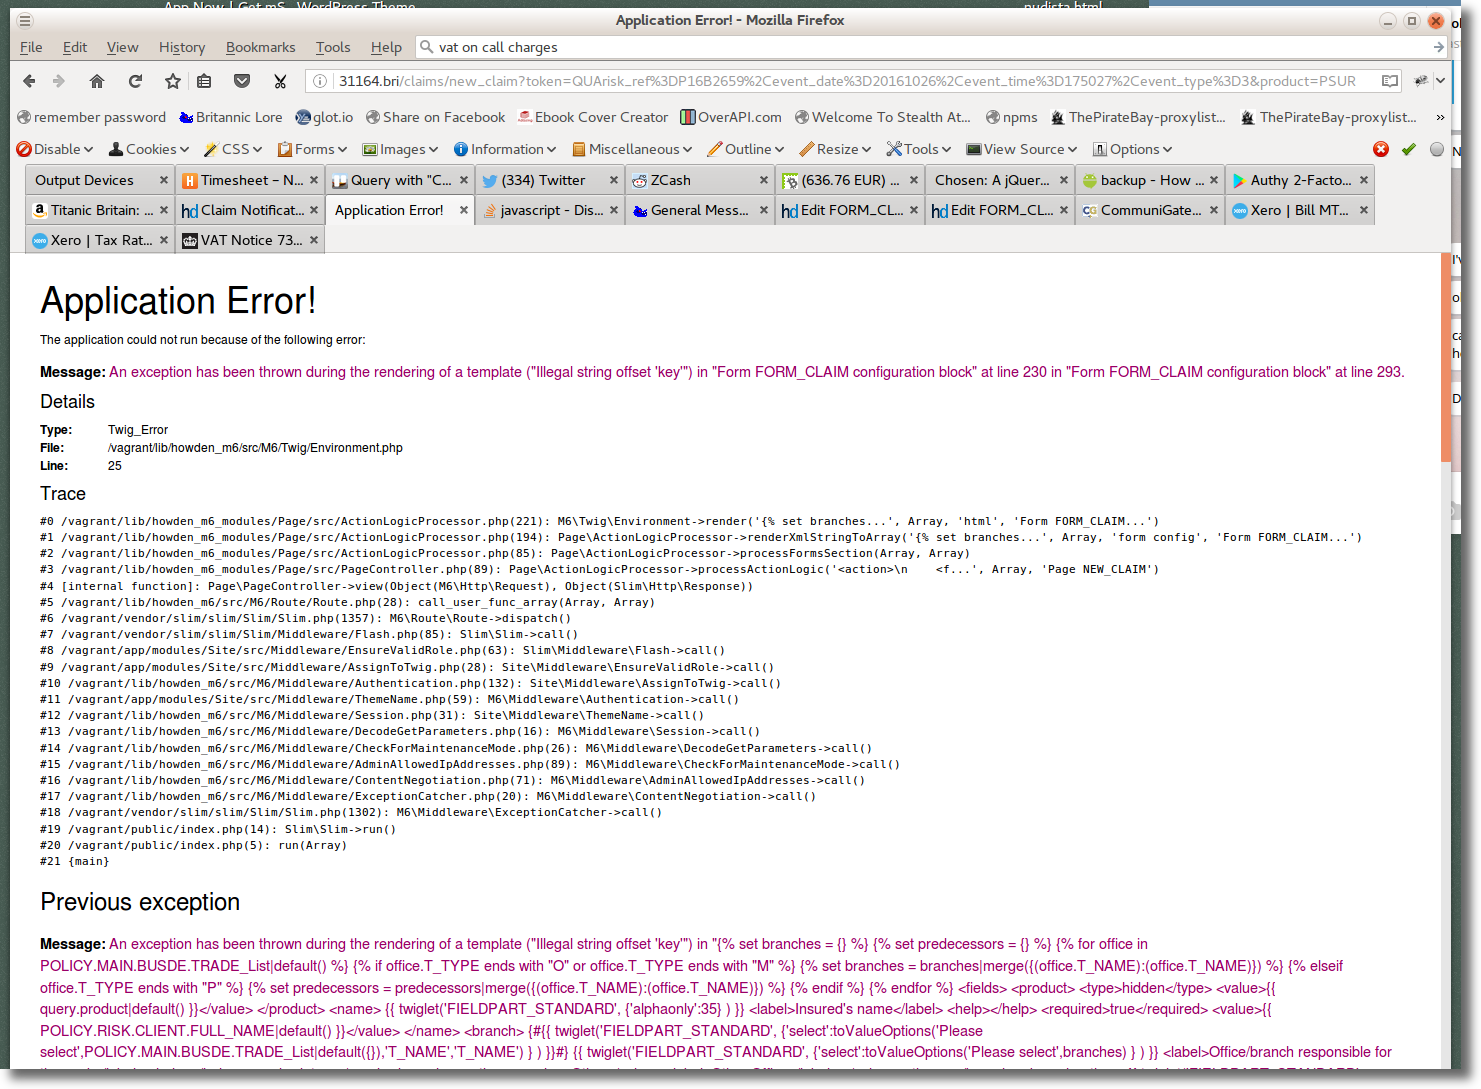 App Now | Get mS - WordPress Theme
nudista.html
Application Error! - Mozilla Firefox
File Edit View History Bookmarks Tools Help vat on call charges
31164.bri/claims/new_claim?token=QUArisk_ref%3DP16B2659%2Cevent_date%3D20161026%2Cevent_time%3D175027%2Cevent_type%3D3&product=PSUR
remember password Britannic Lore glot.io Share on Facebook Ebook Cover Creator OverAPI.com Welcome To Stealth At... npms ThePirateBay-proxylist... ThePirateBay-proxylist... »
Disable Cookies CSS Forms Images Information Miscellaneous Outline Resize Tools View Source Options
Output Devices Timesheet – N... Query with "C... (334) Twitter ZCash (636.76 EUR) ... Chosen: A jQuer... backup - How ... Authy 2-Facto...
Titanic Britain: ... Claim Notificat... Application Error! javascript - Dis... General Mess... Edit FORM_CL... Edit FORM_CL... CommuniGate... Xero | Bill MT...
Xero | Tax Rat... VAT Notice 73...
Application Error!
The application could not run because of the following error:
Message: An exception has been thrown during the rendering of a template ("Illegal string offset 'key'") in "Form FORM_CLAIM configuration block" at line 230 in "Form FORM_CLAIM configuration block" at line 293.
Details
Type: Twig_Error
File: /vagrant/lib/howden_m6/src/M6/Twig/Environment.php
Line: 25
Trace
#0 /vagrant/lib/howden_m6_modules/Page/src/ActionLogicProcessor.php(221): M6\Twig\Environment->render('{% set branches...', Array, 'html', 'Form FORM_CLAIM...')
#1 /vagrant/lib/howden_m6_modules/Page/src/ActionLogicProcessor.php(194): Page\ActionLogicProcessor->renderXmlStringToArray('{% set branches...', Array, 'form config', 'Form FORM_CLAIM...')
#2 /vagrant/lib/howden_m6_modules/Page/src/ActionLogicProcessor.php(85): Page\ActionLogicProcessor->processFormsSection(Array, Array)
#3 /vagrant/lib/howden_m6_modules/Page/src/PageController.php(89): Page\ActionLogicProcessor->processActionLogic('<action>\n    <f...', Array, 'Page NEW_CLAIM')
#4 [internal function]: Page\PageController->view(Object(M6\Http\Request), Object(Slim\Http\Response))
#5 /vagrant/lib/howden_m6/src/M6/Route/Route.php(28): call_user_func_array(Array, Array)
#6 /vagrant/vendor/slim/slim/Slim/Slim.php(1357): M6\Route\Route->dispatch()
#7 /vagrant/vendor/slim/slim/Slim/Middleware/Flash.php(85): Slim\Slim->call()
#8 /vagrant/app/modules/Site/src/Middleware/EnsureValidRole.php(63): Slim\Middleware\Flash->call()
#9 /vagrant/app/modules/Site/src/Middleware/AssignToTwig.php(28): Site\Middleware\EnsureValidRole->call()
#10 /vagrant/lib/howden_m6/src/M6/Middleware/Authentication.php(132): Site\Middleware\AssignToTwig->call()
#11 /vagrant/app/modules/Site/src/Middleware/ThemeName.php(59): M6\Middleware\Authentication->call()
#12 /vagrant/lib/howden_m6/src/M6/Middleware/Session.php(31): Site\Middleware\ThemeName->call()
#13 /vagrant/lib/howden_m6/src/M6/Middleware/DecodeGetParameters.php(16): M6\Middleware\Session->call()
#14 /vagrant/lib/howden_m6/src/M6/Middleware/CheckForMaintenanceMode.php(26): M6\Middleware\DecodeGetParameters->call()
#15 /vagrant/lib/howden_m6/src/M6/Middleware/AdminAllowedIpAddresses.php(89): M6\Middleware\CheckForMaintenanceMode->call()
#16 /vagrant/lib/howden_m6/src/M6/Middleware/ContentNegotiation.php(71): M6\Middleware\AdminAllowedIpAddresses->call()
#17 /vagrant/lib/howden_m6/src/M6/Middleware/ExceptionCatcher.php(20): M6\Middleware\ContentNegotiation->call()
#18 /vagrant/vendor/slim/slim/Slim/Slim.php(1302): M6\Middleware\ExceptionCatcher->call()
#19 /vagrant/public/index.php(14): Slim\Slim->run()
#20 /vagrant/public/index.php(5): run(Array)
#21 {main}
Previous exception
Message: An exception has been thrown during the rendering of a template ("Illegal string offset 'key'") in "{% set branches = {} %} {% set predecessors = {} %} {% for office in
POLICY.MAIN.BUSDE.TRADE_List|default() %} {% if office.T_TYPE ends with "O" or office.T_TYPE ends with "M" %} {% set branches = branches|merge({(office.T_NAME):(office.T_NAME)}) %} {% elseif
office.T_TYPE ends with "P" %} {% set predecessors = predecessors|merge({(office.T_NAME):(office.T_NAME)}) %} {% endif %} {% endfor %} <fields> <product> <type>hidden</type> <value>{{
query.product|default() }}</value> </product> <name> {{ twiglet('FIELDPART_STANDARD', {'alphaonly':35} ) }} <label>Insured's name</label> <help></help> <required>true</required> <value>{{
POLICY.RISK.CLIENT.FULL_NAME|default() }}</value> </name> <branch> {#{{ twiglet('FIELDPART_STANDARD', {'select':toValueOptions('Please
select',POLICY.MAIN.BUSDE.TRADE_List|default({}),'T_NAME','T_NAME') } ) }}#} {{ twiglet('FIELDPART_STANDARD', {'select':toValueOptions('Please select',branches) } ) }} <label>Office/branch responsible for